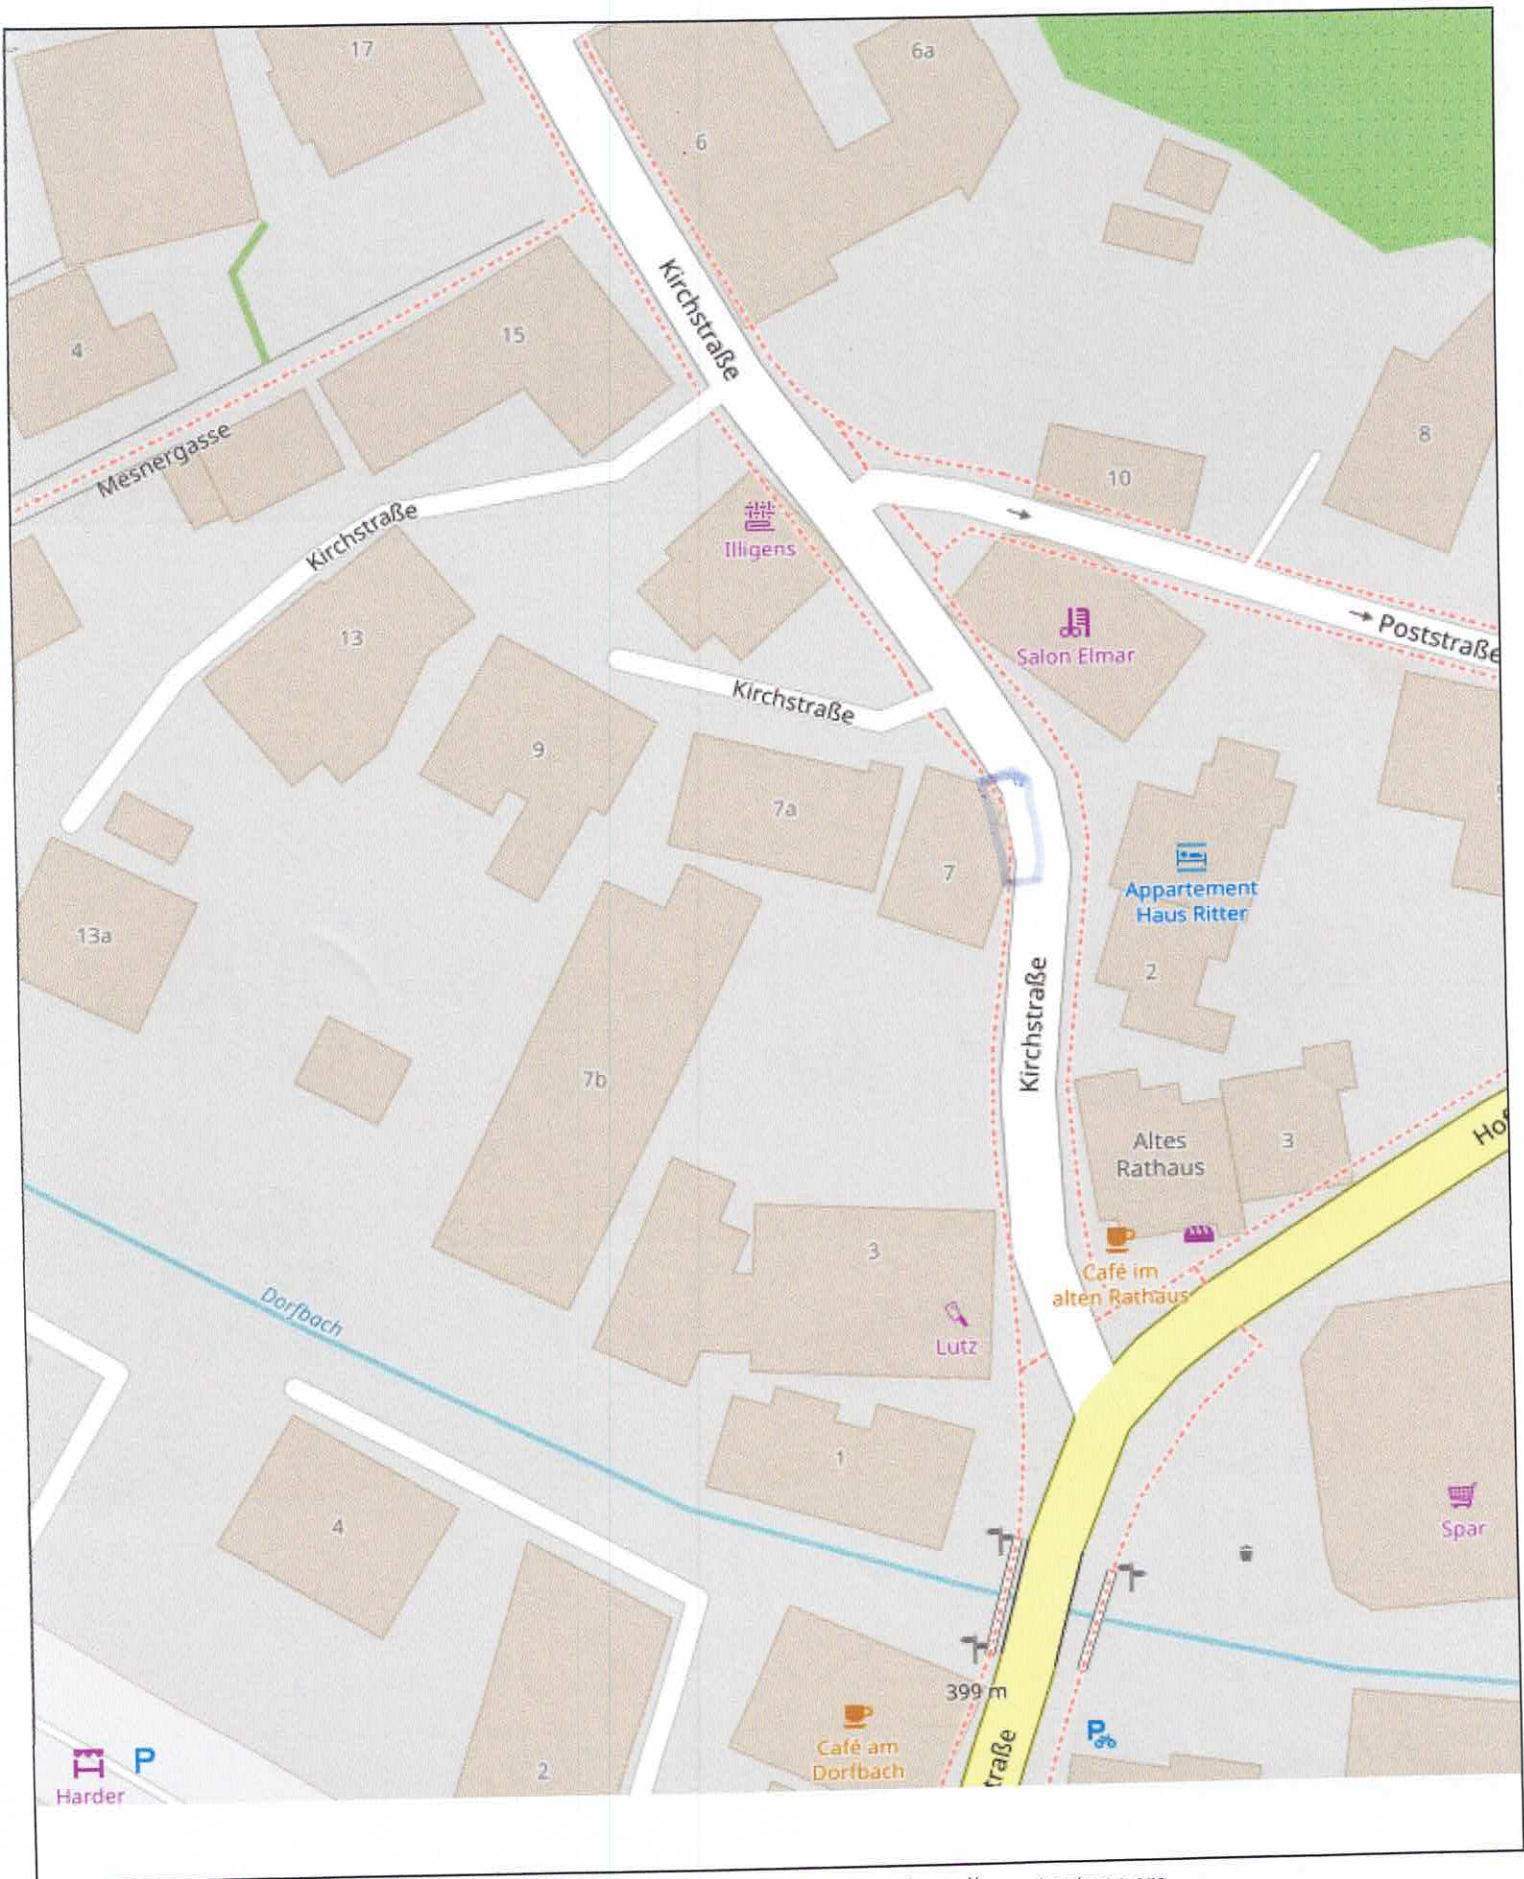 17
6a
6
Kirchstraße
15
4
Mesnergasse
8
10
Kirchstraße
Illigens
Poststraße
13
Salon Elmar
Kirchstraße
9
7a
7
Appartement
Haus Ritter
13a
2
Kirchstraße
7b
Altes
Rathaus
3
Hof
3
Café im
alten Rathaus
Dorfbach
Lutz
1
4
Spar
399 m
P
Café am
Dorfbach
traße
P
Harder
2